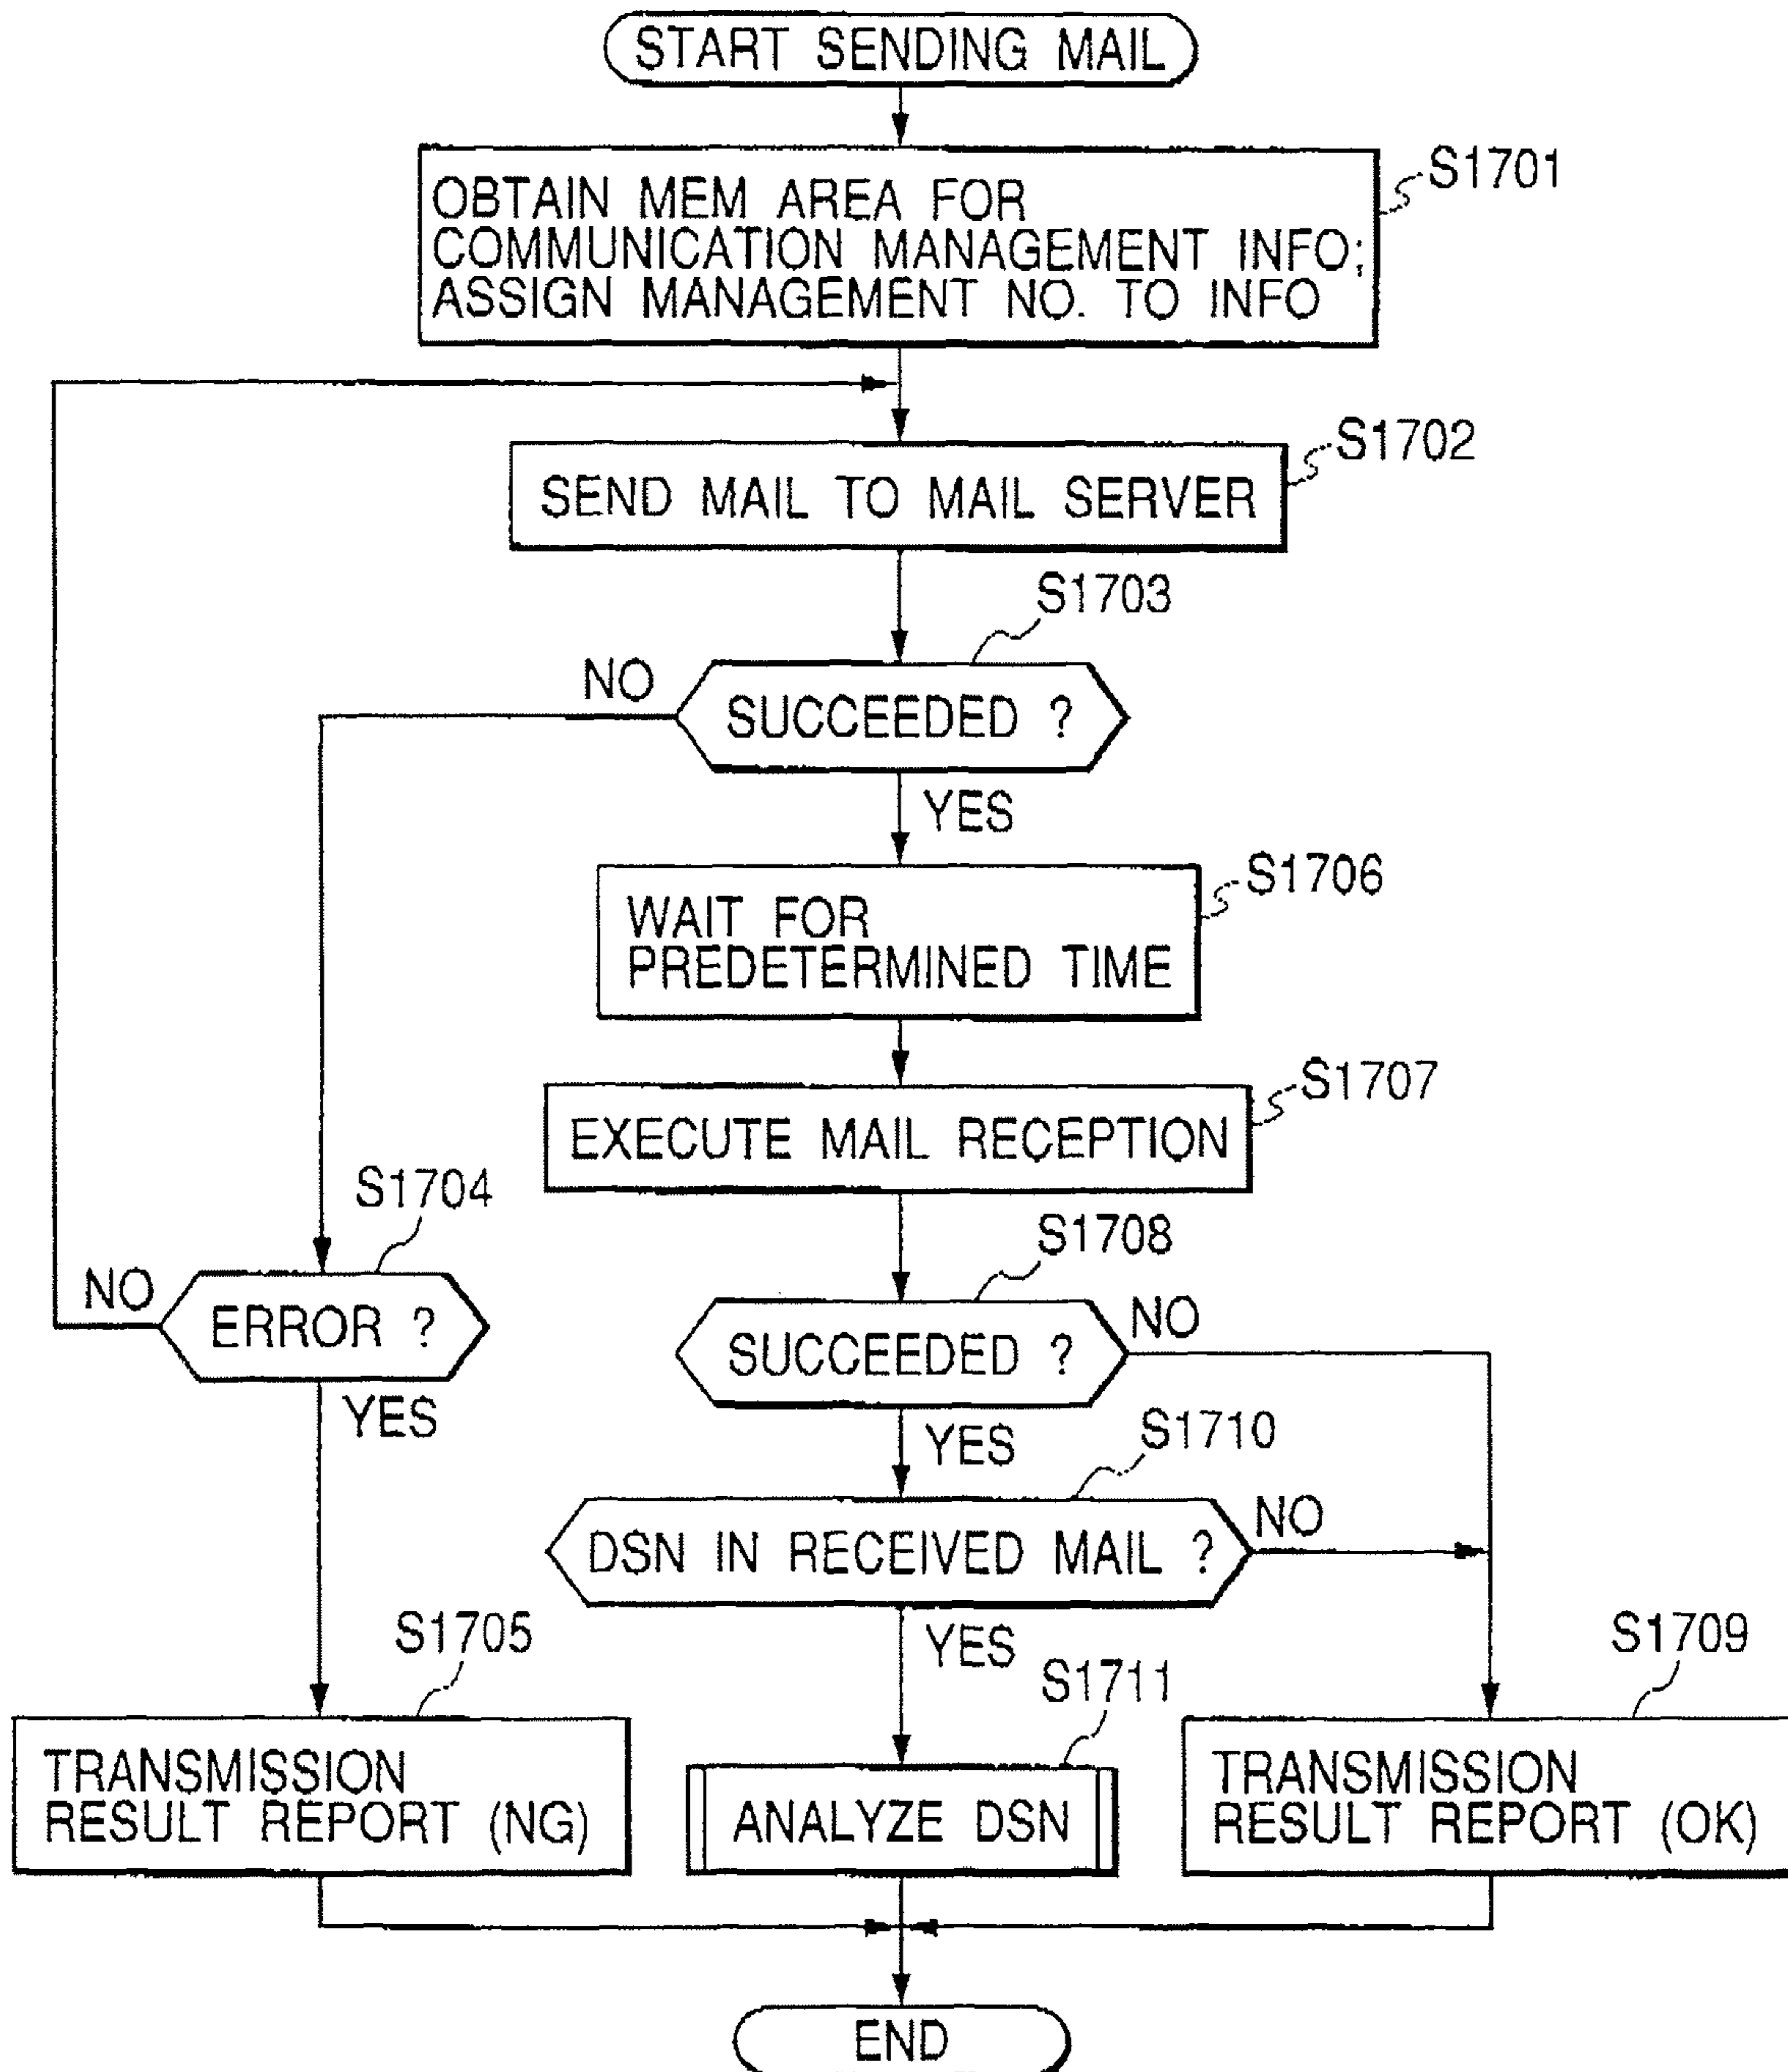 START SENDING MAIL
S1701
OBTAIN MEM AREA FOR
COMMUNICATION MANAGEMENT INFO;
ASSIGN MANAGEMENT NO. TO INFO
S1702
SEND MAIL TO MAIL SERVER
S1703
NO
SUCCEEDED ?
YES
S1706
WAIT FOR
PREDETERMINED TIME
S1707
EXECUTE MAIL RECEPTION
S1704
NO
ERROR ?
YES
S1708
SUCCEEDED ?
NO
YES
S1710
DSN IN RECEIVED MAIL ?
NO
YES
S1705
TRANSMISSION
RESULT REPORT (NG)
S1711
ANALYZE DSN
S1709
TRANSMISSION
RESULT REPORT (OK)
END